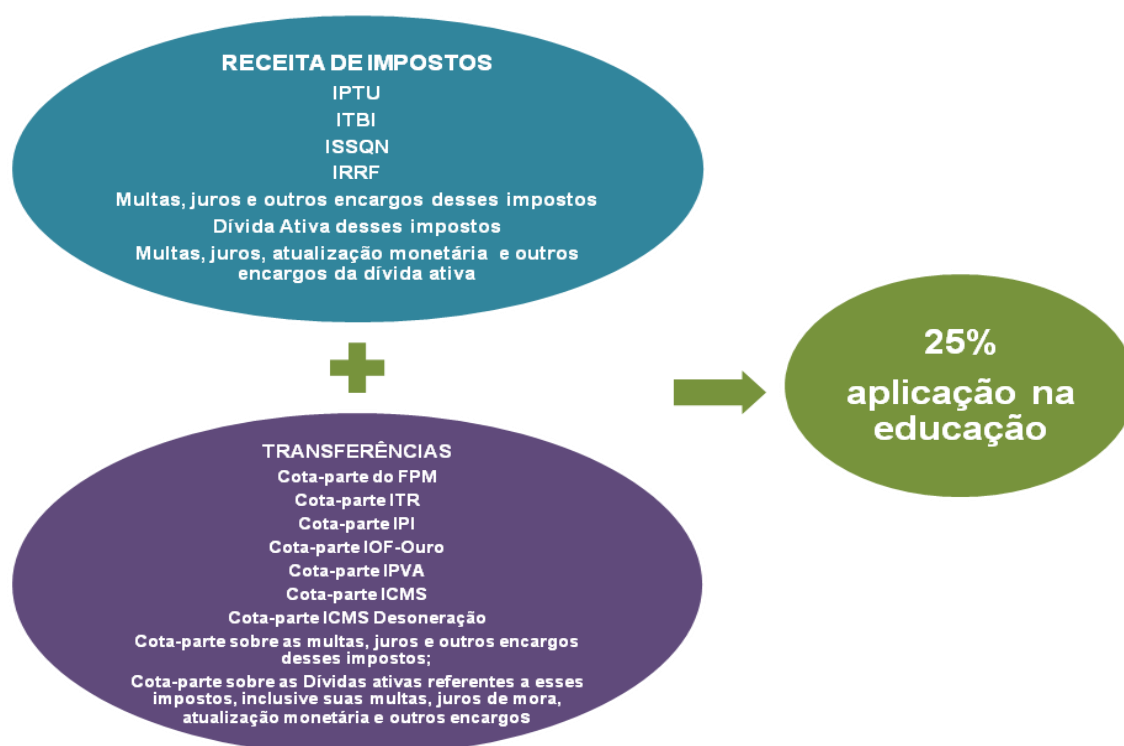 RECEITA DE IMPOSTOS
IPTU
ITBI
ISSQN
IRRF
Multas, juros e outros encargos desses impostos
Dívida Ativa desses impostos
Multas, juros, atualização monetária e outros
encargos da dívida ativa
TRANSFERÊNCIAS
Cota-parte do FPM
Cota-parte ITR
Cota-parte IPI
Cota-parte IOF-Ouro
Cota-parte IPVA
Cota-parte ICMS
Cota-parte ICMS Desoneração
Cota-parte sobre as multas, juros e outros encargos
desses impostos;
Cota-parte sobre as Dívidas ativas referentes a esses
impostos, inclusive suas multas, juros de mora,
atualização monetária e outros encargos
25%
aplicação na
educação